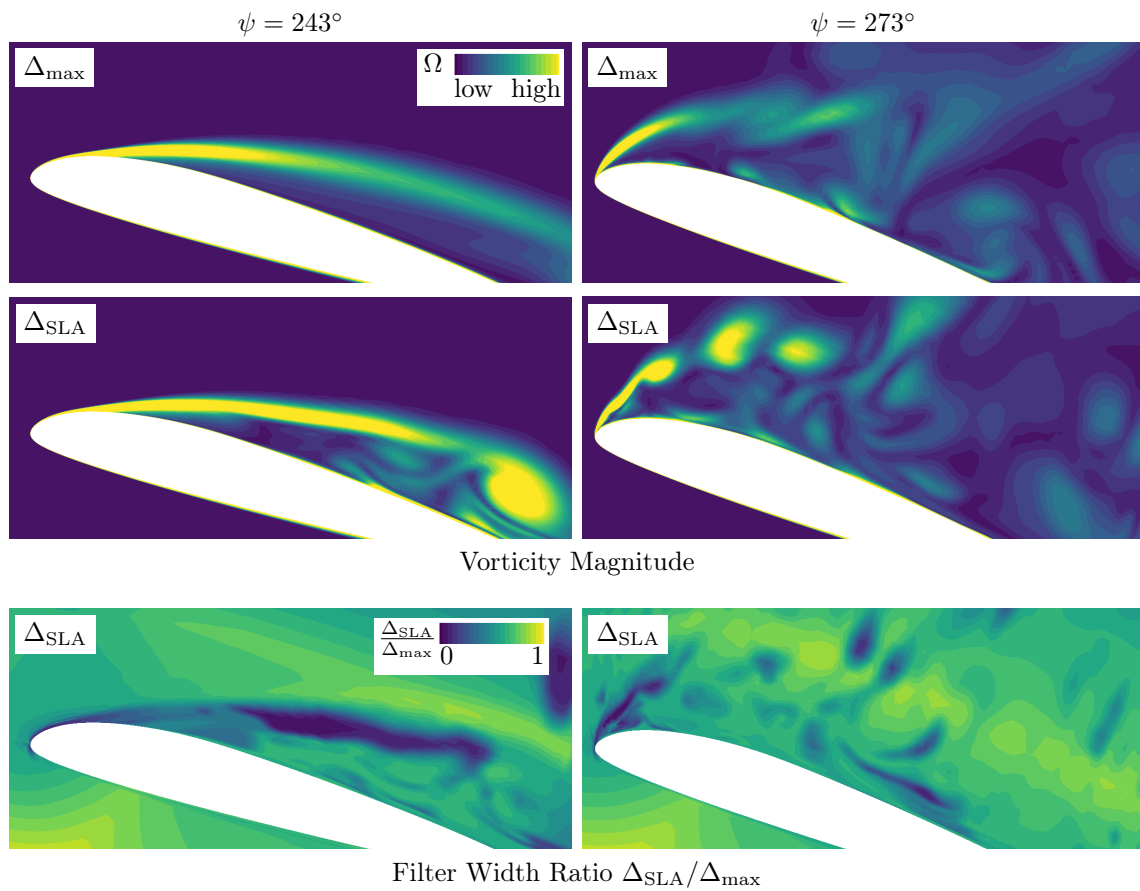 ψ = 243° ψ = 273°
Δmax Ω Δmax
low high
ΔSLA ΔSLA
Vorticity Magnitude
ΔSLA ΔSLA/Δmax ΔSLA
0 1
Filter Width Ratio ΔSLA/Δmax